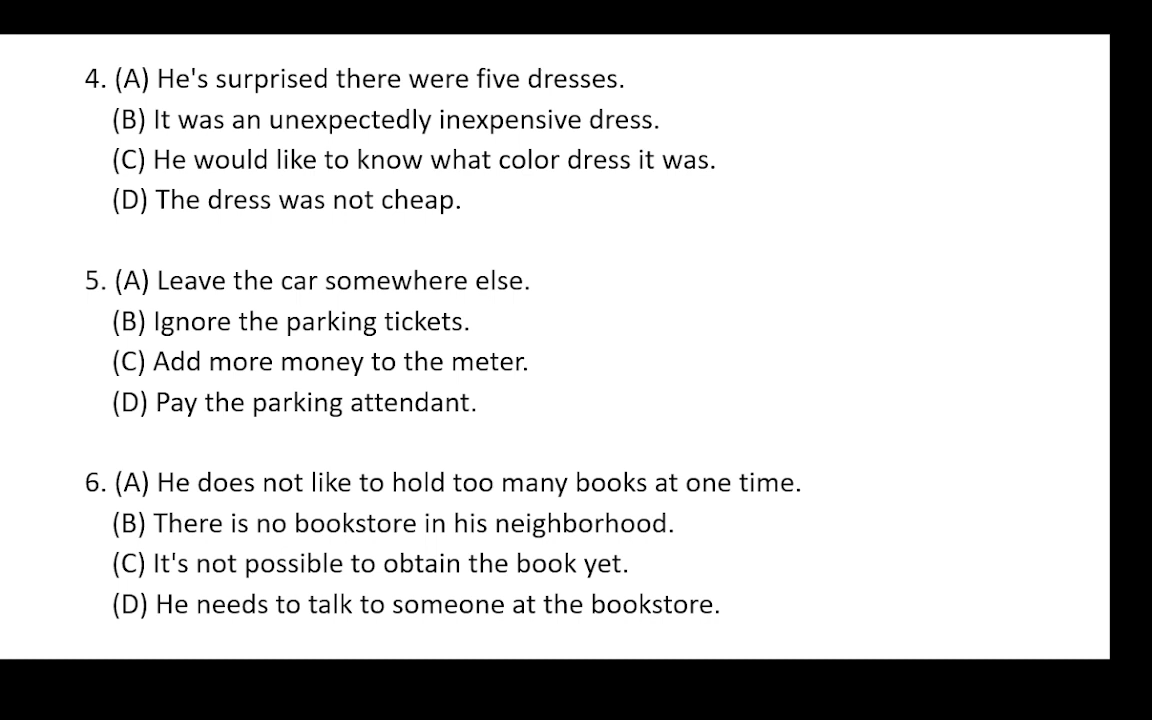 4. (A) He's surprised there were five dresses.
(B) It was an unexpectedly inexpensive dress.
(C) He would like to know what color dress it was.
(D) The dress was not cheap.
5. (A) Leave the car somewhere else.
(B) Ignore the parking tickets.
(C) Add more money to the meter.
(D) Pay the parking attendant.
6. (A) He does not like to hold too many books at one time.
(B) There is no bookstore in his neighborhood.
(C) It's not possible to obtain the book yet.
(D) He needs to talk to someone at the bookstore.